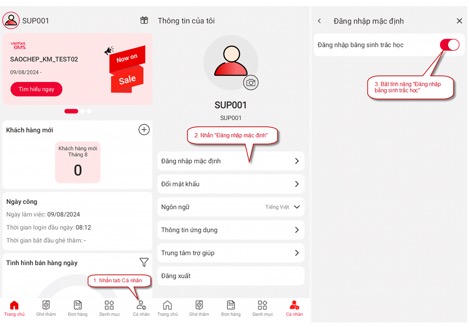 SUP001
SAOCHEP_KM_TEST02
09/08/2024 -
Tìm hiểu ngay
Now on
Sale
Khách hàng mới
Khách hàng mới
Tháng 8
0
Ngày công
Ngày làm việc: 09/08/2024
Thời gian login đầu ngày: 08:12
Thời gian bắt đầu ghé thăm: -
Tình hình bán hàng ngày
1. Nhấn tab Cá nhân
Trang chủ
Ghé thăm
Đơn hàng
Danh mục
Cá nhân
Thông tin của tôi
SUP001
SUP001
2. Nhấn "Đăng nhập mặc định"
Đăng nhập mặc định
Đổi mật khẩu
Ngôn ngữ
Tiếng Việt
Thông tin ứng dụng
Trung tâm trợ giúp
Đăng xuất
Trang chủ
Ghé thăm
Đơn hàng
Danh mục
Cá nhân
Đăng nhập mặc định
Đăng nhập bằng sinh trắc học
3. Bật tính năng "Đăng nhập
bằng sinh trắc học"